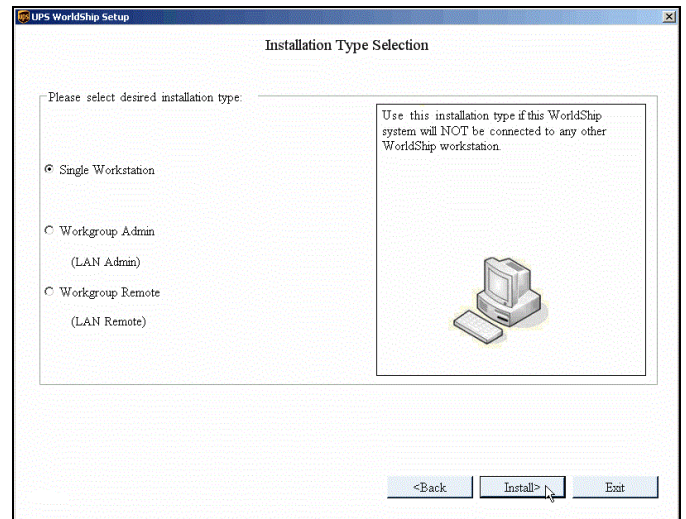 UPS WorldShip Setup
Installation Type Selection
Please select desired installation type:
Use this installation type if this WorldShip
system will NOT be connected to any other
WorldShip workstation.
Single Workstation
Workgroup Admin
(LAN Admin)
Workgroup Remote
(LAN Remote)
<Back Install> Exit